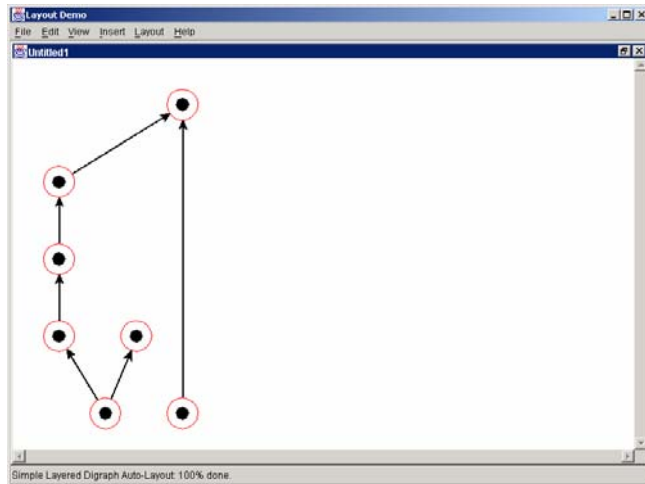 Layout Demo
File Edit View Insert Layout Help
Untitled1
Simple Layered Digraph Auto-Layout: 100% done.